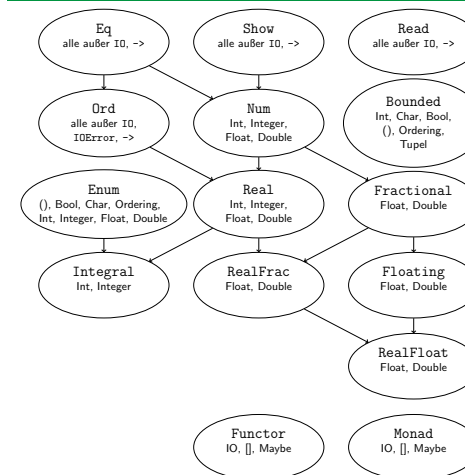 Eq
alle außer IO, ->
Show
alle außer IO, ->
Read
alle außer IO, ->
Ord
alle außer IO,
IOError, ->
Num
Int, Integer,
Float, Double
Bounded
Int, Char, Bool,
(), Ordering,
Tupel
Enum
(), Bool, Char, Ordering,
Int, Integer, Float, Double
Real
Int, Integer,
Float, Double
Fractional
Float, Double
Integral
Int, Integer
RealFrac
Float, Double
Floating
Float, Double
RealFloat
Float, Double
Functor
IO, [], Maybe
Monad
IO, [], Maybe